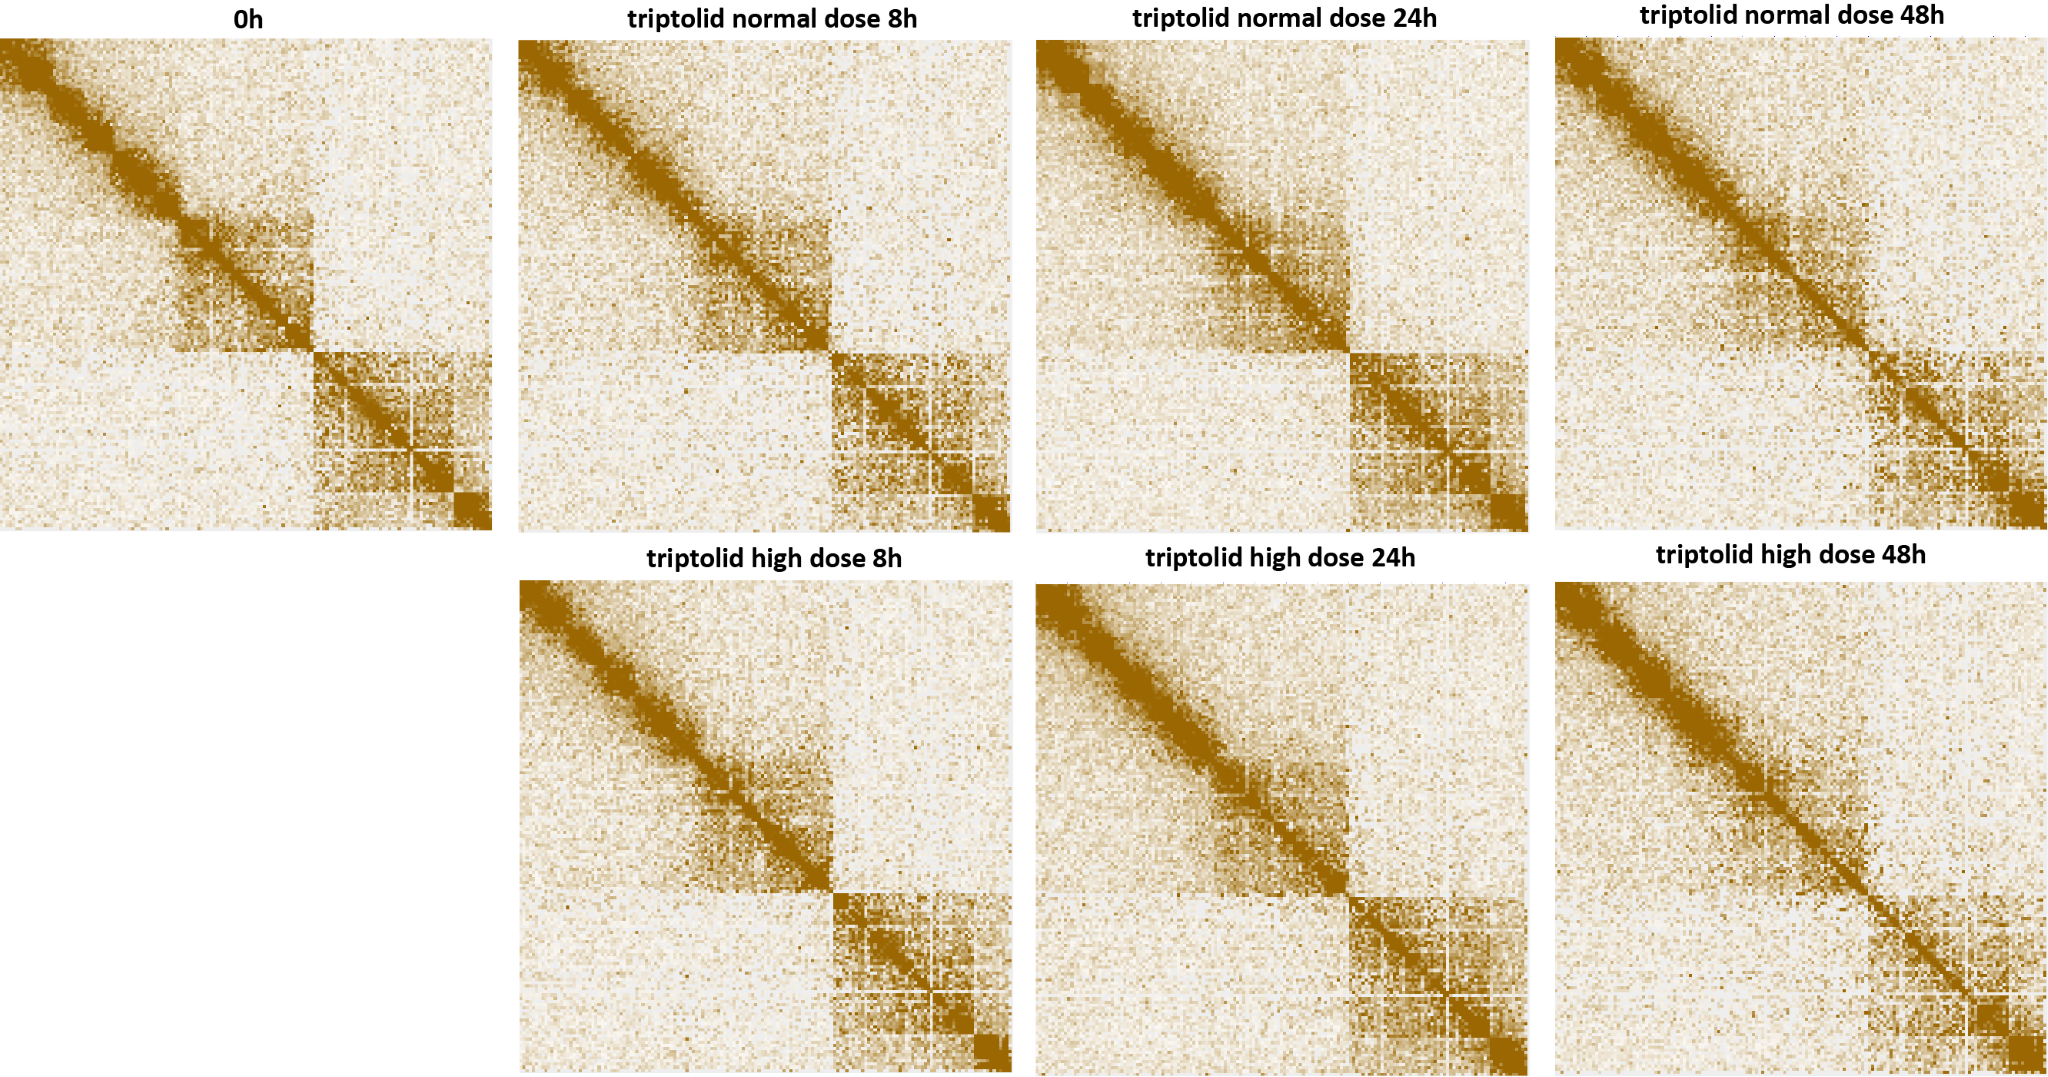 0h
triptolid normal dose 8h
triptolid normal dose 24h
triptolid normal dose 48h
triptolid high dose 8h
triptolid high dose 24h
triptolid high dose 48h